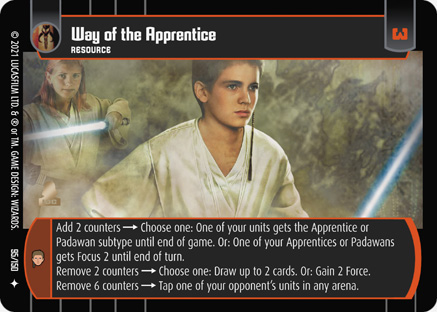 Way of the Apprentice
RESOURCE
3
Add 2 counters → Choose one: One of your units gets the Apprentice or
Padawan subtype until end of game. Or: One of your Apprentices or Padawans
gets Focus 2 until end of turn.
Remove 2 counters → Choose one: Draw up to 2 cards. Or: Gain 2 Force.
Remove 6 counters → Tap one of your opponent's units in any arena.
© 2021 LUCASFILM LTD. & ® or TM. GAME DESIGN: WIZARDS.
115/150